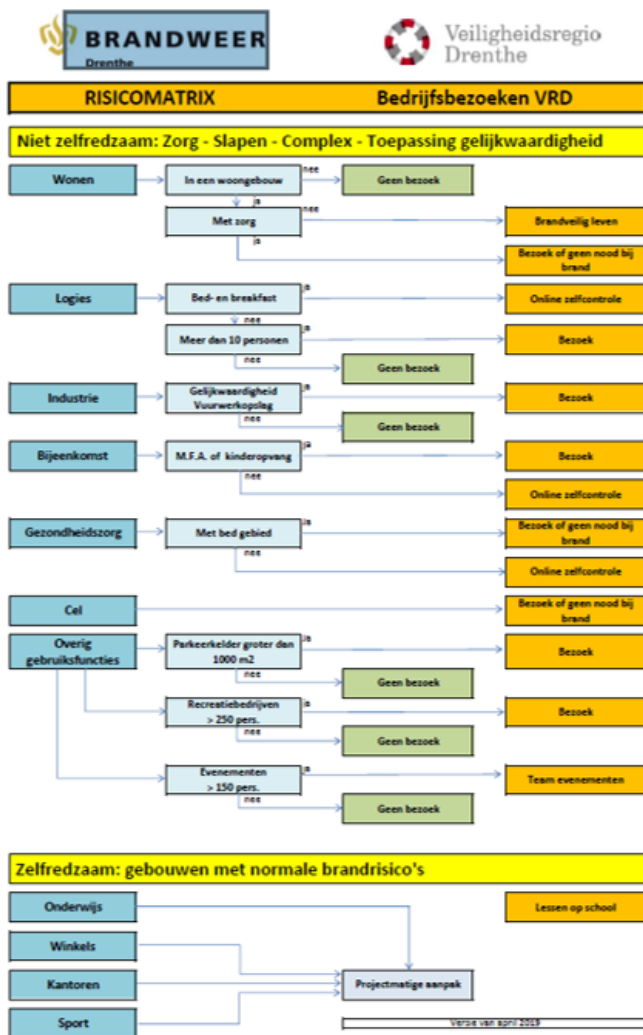 BRANDWEER
Drenthe
Veiligheidsregio
Drenthe
RISICOMATRIX Bedrijfsbezoeken VRD
Niet zelfredzaam: Zorg - Slapen - Complex - Toepassing gelijkwaardigheid
Wonen
In een woongebouw
nee
Geen bezoek
ja
Met zorg
nee
Brandveilig leven
ja
Bezoek of geen nood bij
brand
Logies
Bed- en breakfast
ja
Online zelfcontrole
nee
Meer dan 10 personen
ja
Bezoek
nee
Geen bezoek
Industrie
Gelijkwaardigheid
Vuurwerkopslag
ja
Bezoek
nee
Geen bezoek
Bijeenkomst
M.F.A. of kinderopvang
ja
Bezoek
nee
Online zelfcontrole
Gezondheidszorg
Met bed gebied
ja
Bezoek of geen nood bij
brand
nee
Online zelfcontrole
Cel
Bezoek of geen nood bij
brand
Overig
gebruiksfuncties
Parkeerkelder groter dan
1000 m2
ja
Bezoek
nee
Geen bezoek
Recreatiebedrijven
> 250 pers.
ja
Bezoek
nee
Geen bezoek
Evenementen
> 150 pers.
ja
Team evenementen
nee
Geen bezoek
Zelfredzaam: gebouwen met normale brandrisico's
Onderwijs
Lessen op school
Winkels
Kantoren
Projectmatige aanpak
Sport
Versie van april 2019